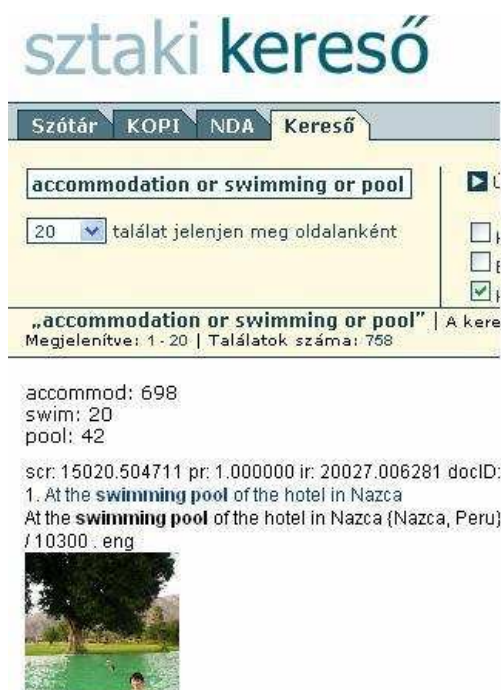 sztaki kereső
Szótár KOPI NDA Kereső
accommodation or swimming or pool
20 találat jelenjen meg oldalanként
„accommodation or swimming or pool” | A kere
Megjelenítve: 1 - 20 | Találatok száma: 758
accommod: 698
swim: 20
pool: 42
scr: 15020.504711 pr: 1.000000 ir: 20027.006281 docID:
1. At the swimming pool of the hotel in Nazca
At the swimming pool of the hotel in Nazca {Nazca, Peru}
/ 10300 . eng